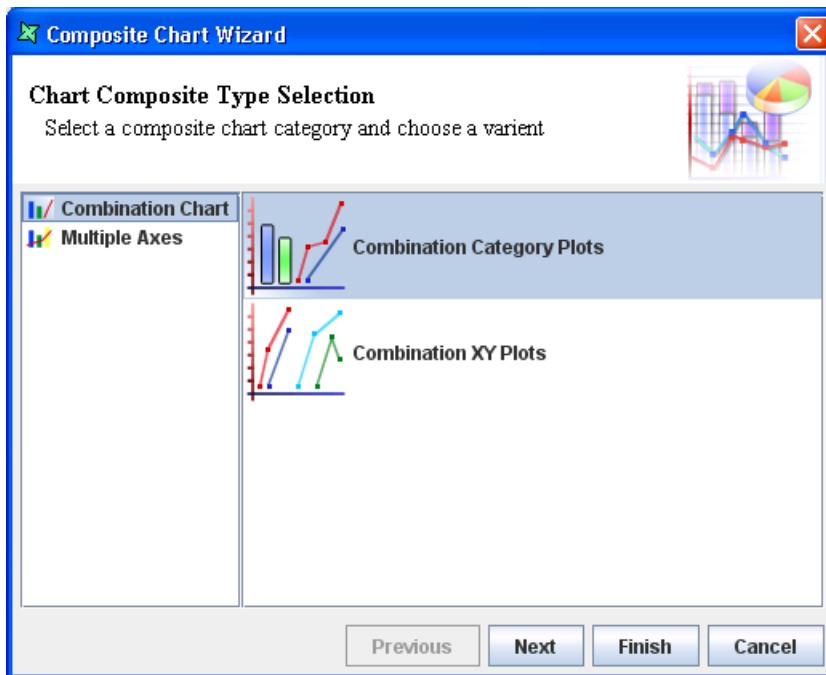 Composite Chart Wizard
Chart Composite Type Selection
Select a composite chart category and choose a varient
Combination Chart
Multiple Axes
Combination Category Plots
Combination XY Plots
Previous
Next
Finish
Cancel